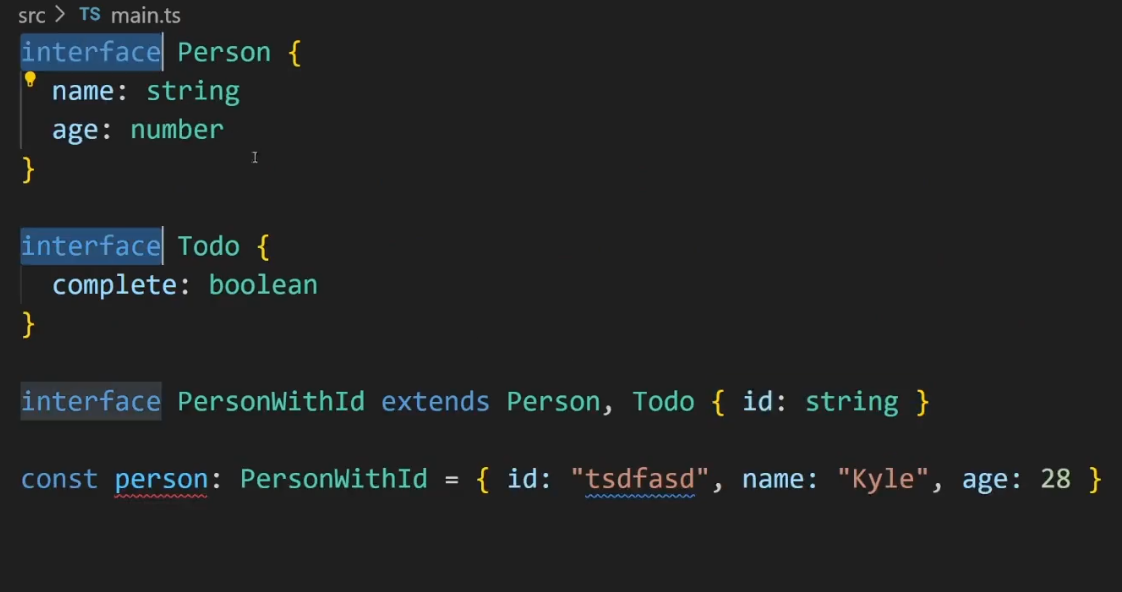 src > TS main.ts
interface Person {
name: string
age: number
}
interface Todo {
complete: boolean
}
interface PersonWithId extends Person, Todo { id: string }
const person: PersonWithId = { id: "tsdfasd", name: "Kyle", age: 28 }